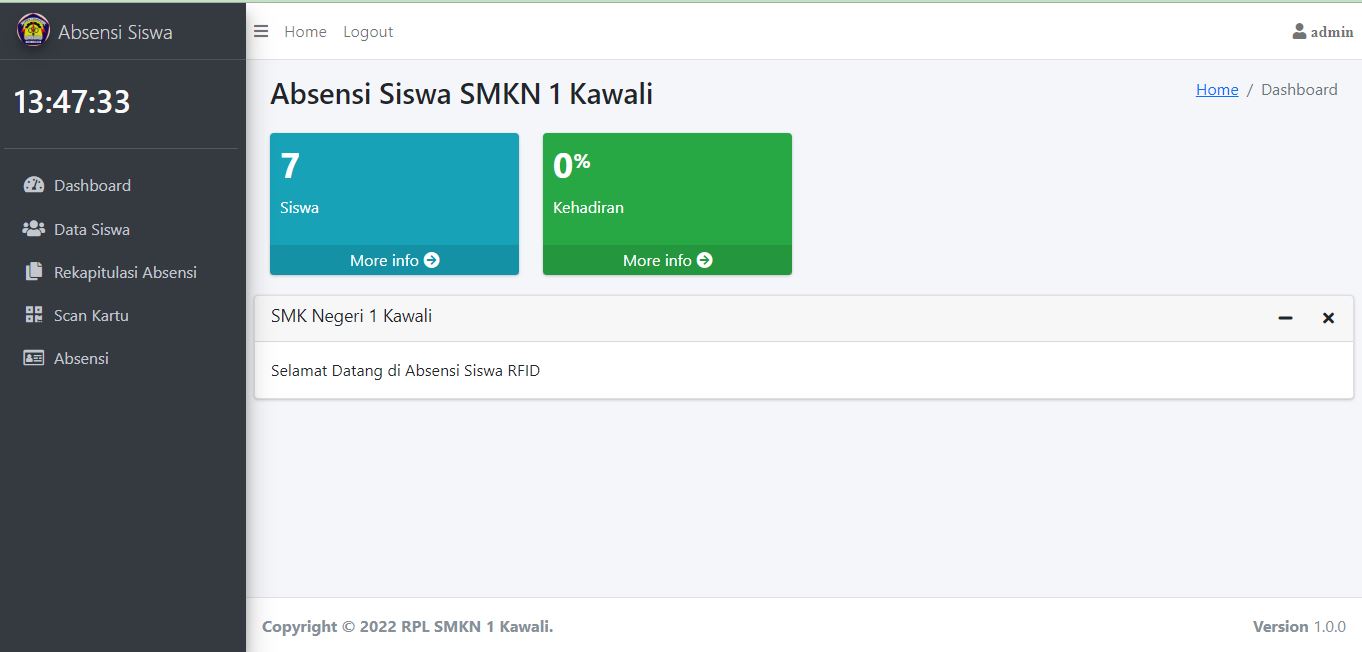 Absensi Siswa
Home Logout
admin
13:47:33
Dashboard
Data Siswa
Rekapitulasi Absensi
Scan Kartu
Absensi
Absensi Siswa SMKN 1 Kawali
Home / Dashboard
7
Siswa
More info
0%
Kehadiran
More info
SMK Negeri 1 Kawali
Selamat Datang di Absensi Siswa RFID
Copyright © 2022 RPL SMKN 1 Kawali.
Version 1.0.0